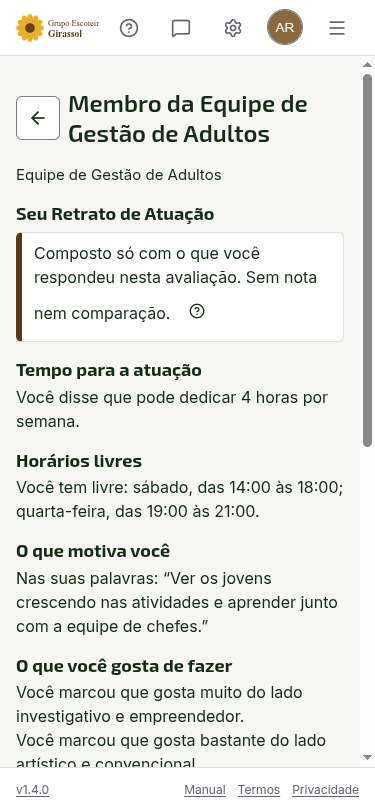 Grupo Escoteiro
Girassol
AR
Membro da Equipe de
Gestão de Adultos
Equipe de Gestão de Adultos
Seu Retrato de Atuação
Composto só com o que você
respondeu nesta avaliação. Sem nota
nem comparação.
Tempo para a atuação
Você disse que pode dedicar 4 horas por
semana.
Horários livres
Você tem livre: sábado, das 14:00 às 18:00;
quarta-feira, das 19:00 às 21:00.
O que motiva você
Nas suas palavras: “Ver os jovens
crescendo nas atividades e aprender junto
com a equipe de chefes.”
O que você gosta de fazer
Você marcou que gosta muito do lado
investigativo e empreendedor.
Você marcou que gosta bastante do lado
artístico e convencional.
v1.4.0 Manual Termos Privacidade